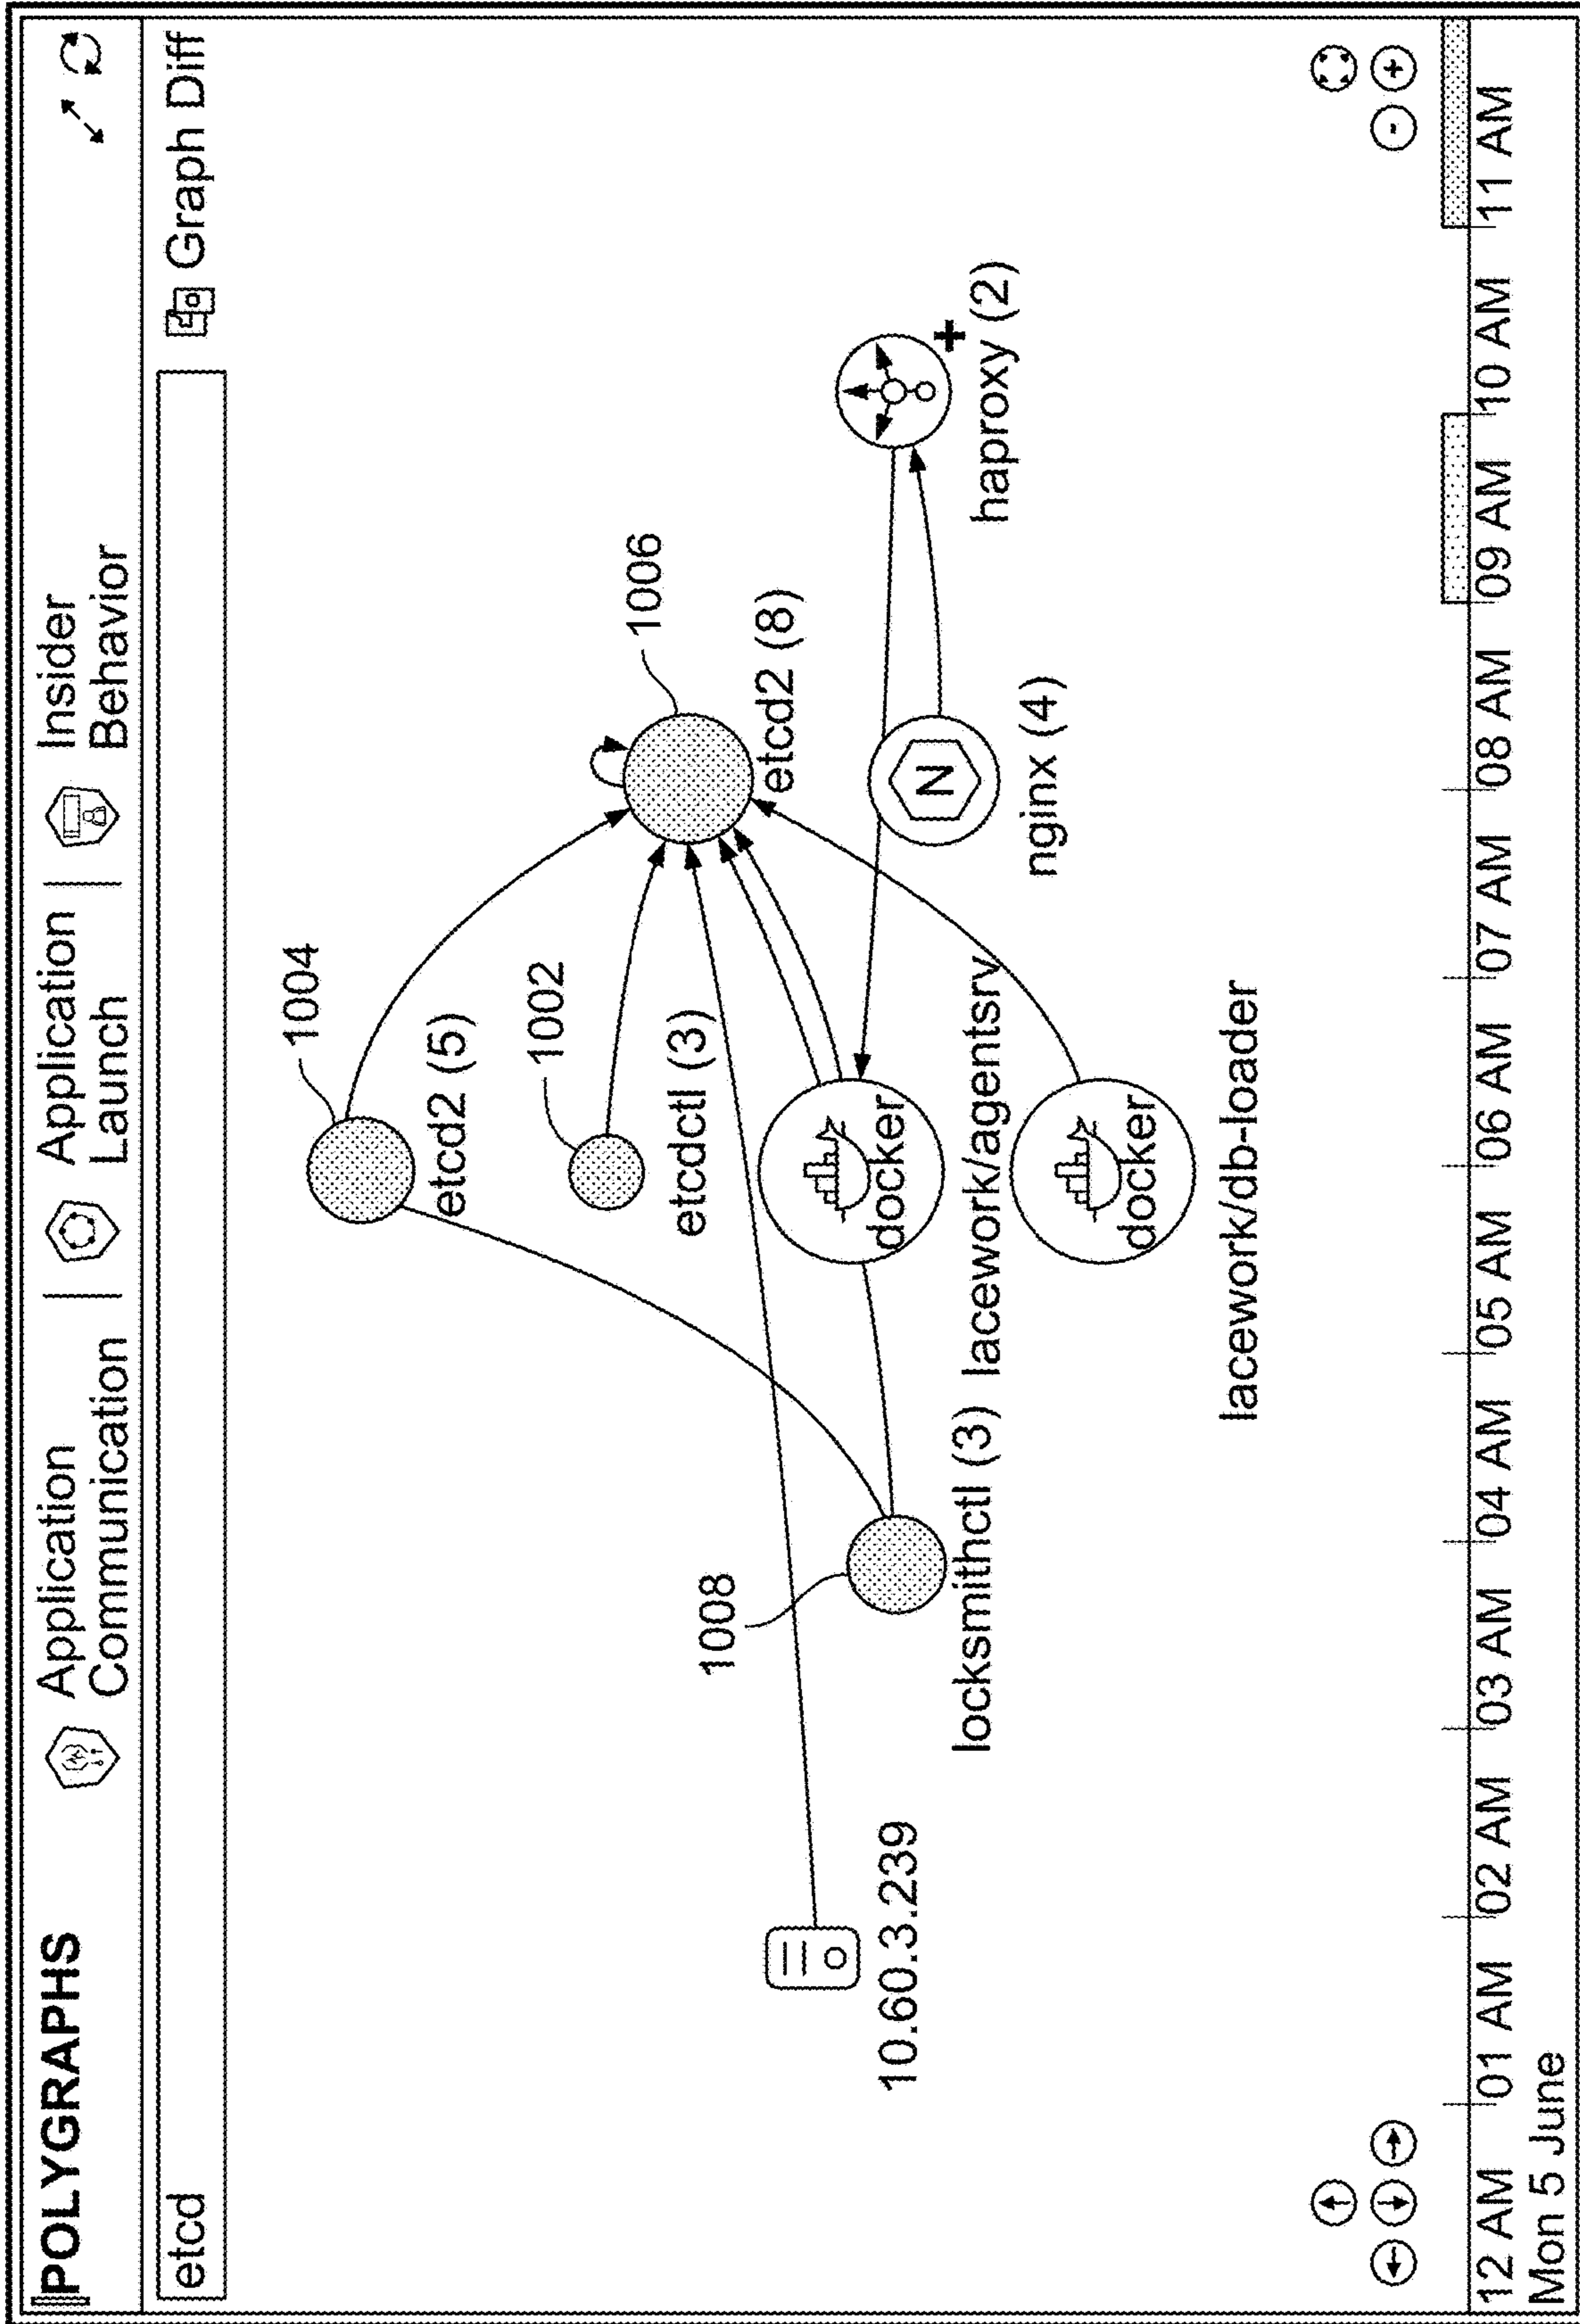 POLYGRAPHS
Application
Communication
Application
Launch
Insider
Behavior
etcd
Graph Diff
1004
etcd2 (5)
1002
etcdctl (3)
1006
etcd2 (8)
1008
locksmithctl (3)
10.60.3.239
docker
lacework/agentsrv
docker
lacework/db-loader
N
nginx (4)
+
haproxy (2)
- +
12 AM 01 AM 02 AM 03 AM 04 AM 05 AM 06 AM 07 AM 08 AM 09 AM 10 AM 11 AM
Mon 5 June